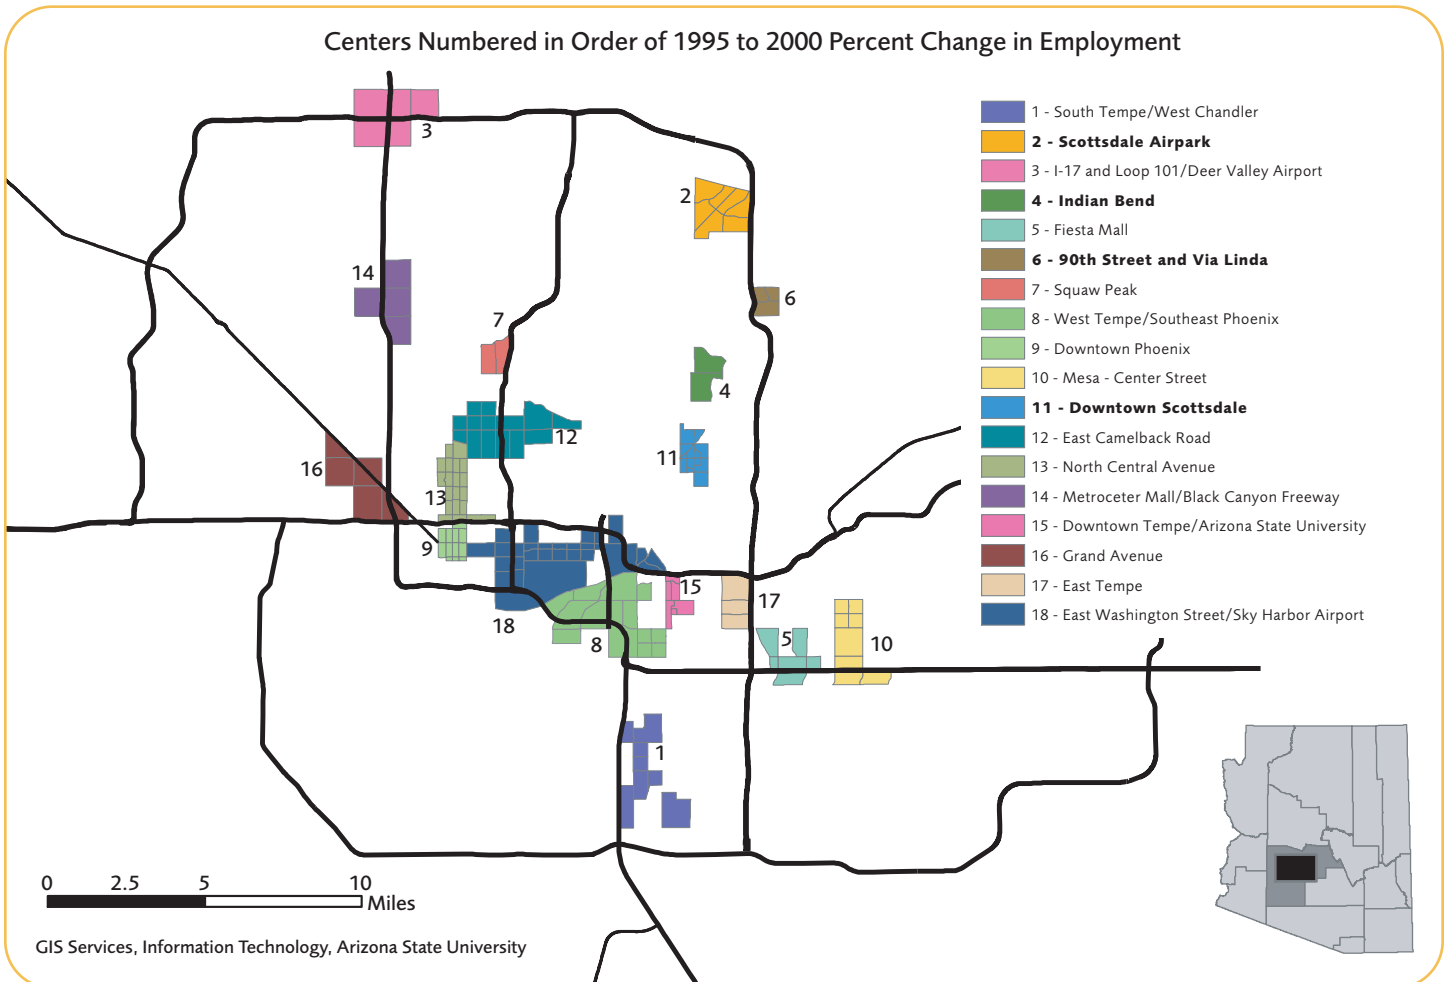 Centers Numbered in Order of 1995 to 2000 Percent Change in Employment
1 - South Tempe/West Chandler
2 - Scottsdale Airpark
3 - I-17 and Loop 101/Deer Valley Airport
4 - Indian Bend
5 - Fiesta Mall
6 - 90th Street and Via Linda
7 - Squaw Peak
8 - West Tempe/Southeast Phoenix
9 - Downtown Phoenix
10 - Mesa - Center Street
11 - Downtown Scottsdale
12 - East Camelback Road
13 - North Central Avenue
14 - Metroceter Mall/Black Canyon Freeway
15 - Downtown Tempe/Arizona State University
16 - Grand Avenue
17 - East Tempe
18 - East Washington Street/Sky Harbor Airport
3
2
14
6
7
4
12
11
16
13
9
15
17
18
8
5
10
1
0 2.5 5 10
Miles
GIS Services, Information Technology, Arizona State University